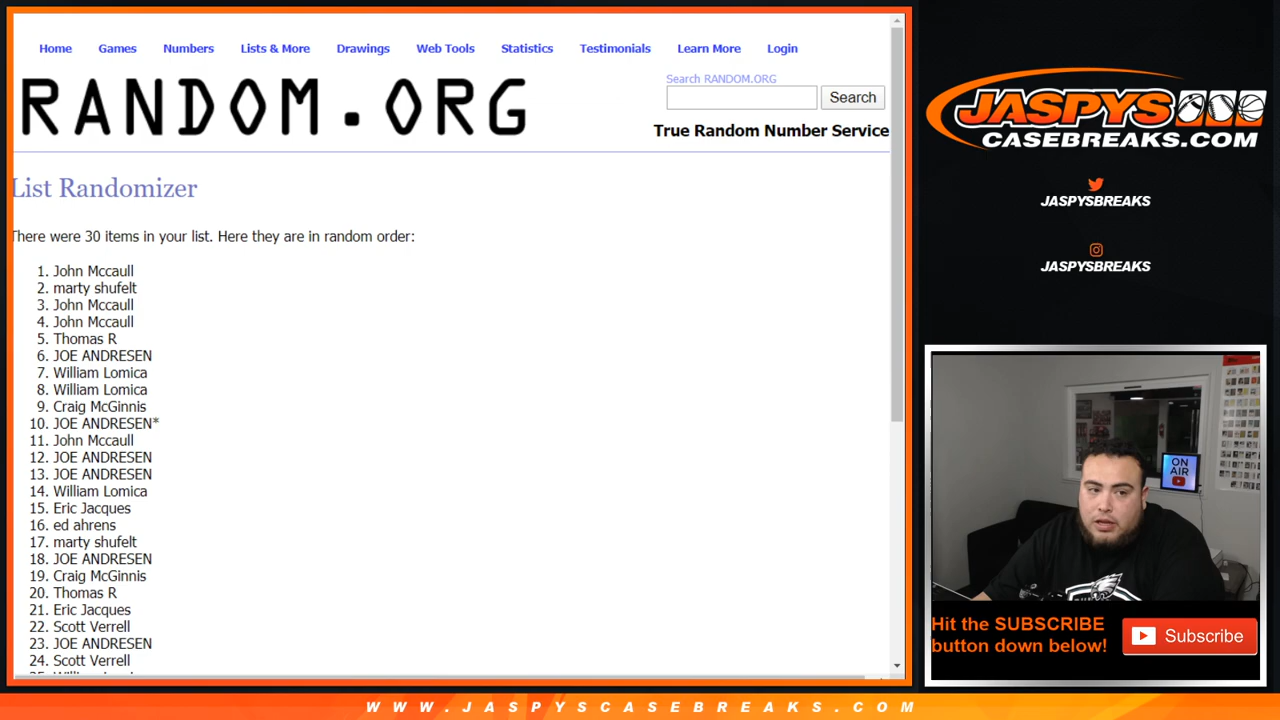 Home Games Numbers Lists & More Drawings Web Tools Statistics Testimonials Learn More Login
RANDOM.ORG
Search RANDOM.ORG
Search
True Random Number Service
List Randomizer
There were 30 items in your list. Here they are in random order:
1. John Mccaull
2. marty shufelt
3. John Mccaull
4. John Mccaull
5. Thomas R
6. JOE ANDRESEN
7. William Lomica
8. William Lomica
9. Craig McGinnis
10. JOE ANDRESEN*
11. John Mccaull
12. JOE ANDRESEN
13. JOE ANDRESEN
14. William Lomica
15. Eric Jacques
16. ed ahrens
17. marty shufelt
18. JOE ANDRESEN
19. Craig McGinnis
20. Thomas R
21. Eric Jacques
22. Scott Verrell
23. JOE ANDRESEN
24. Scott Verrell
JASPYS
CASEBREAKS.COM
JASPYSBREAKS
JASPYSBREAKS
ON
AIR
Hit the SUBSCRIBE
button down below!
Subscribe
WWW.JASPYSCASEBREAKS.COM